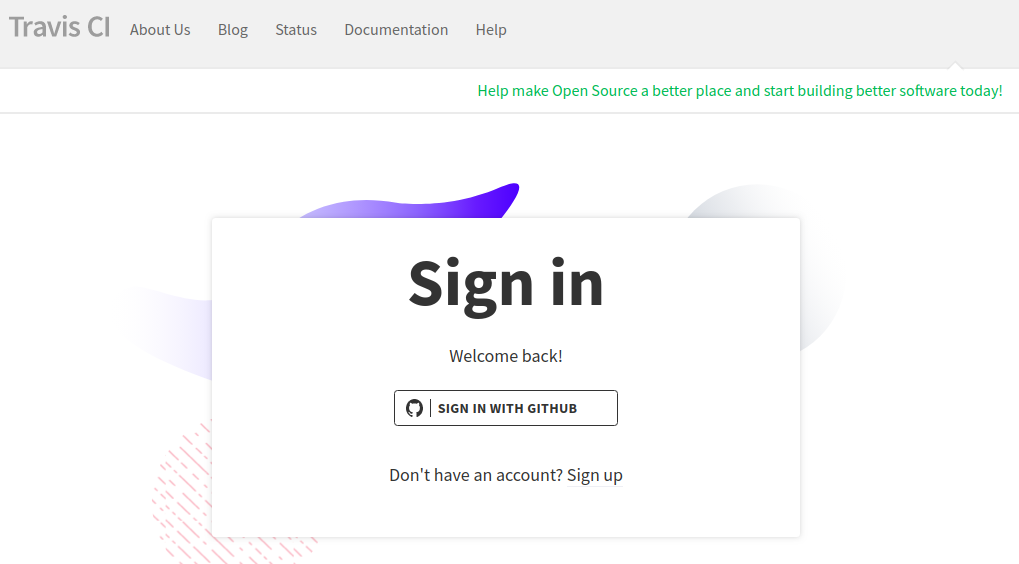 Travis CI About Us Blog Status Documentation Help
Help make Open Source a better place and start building better software today!
Sign in
Welcome back!
SIGN IN WITH GITHUB
Don't have an account? Sign up